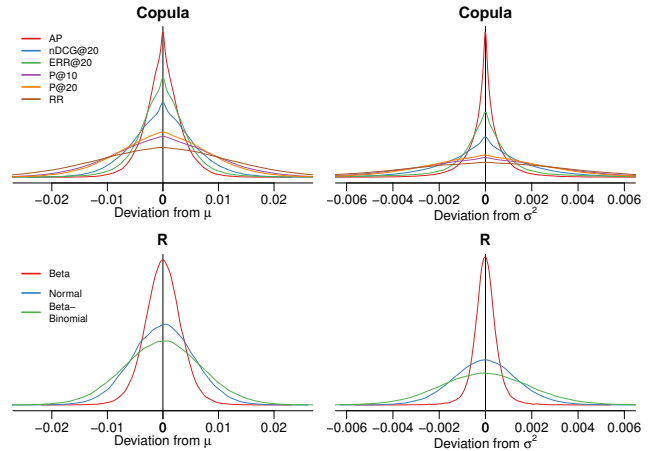 Copula
AP
nDCG@20
ERR@20
P@10
P@20
RR
−0.02 −0.01 0 0.01 0.02
Deviation from μ
Copula
−0.006 −0.004 −0.002 0 0.002 0.004 0.006
Deviation from σ²
R
Beta
Normal
Beta−
Binomial
−0.02 −0.01 0 0.01 0.02
Deviation from μ
R
−0.006 −0.004 −0.002 0 0.002 0.004 0.006
Deviation from σ²